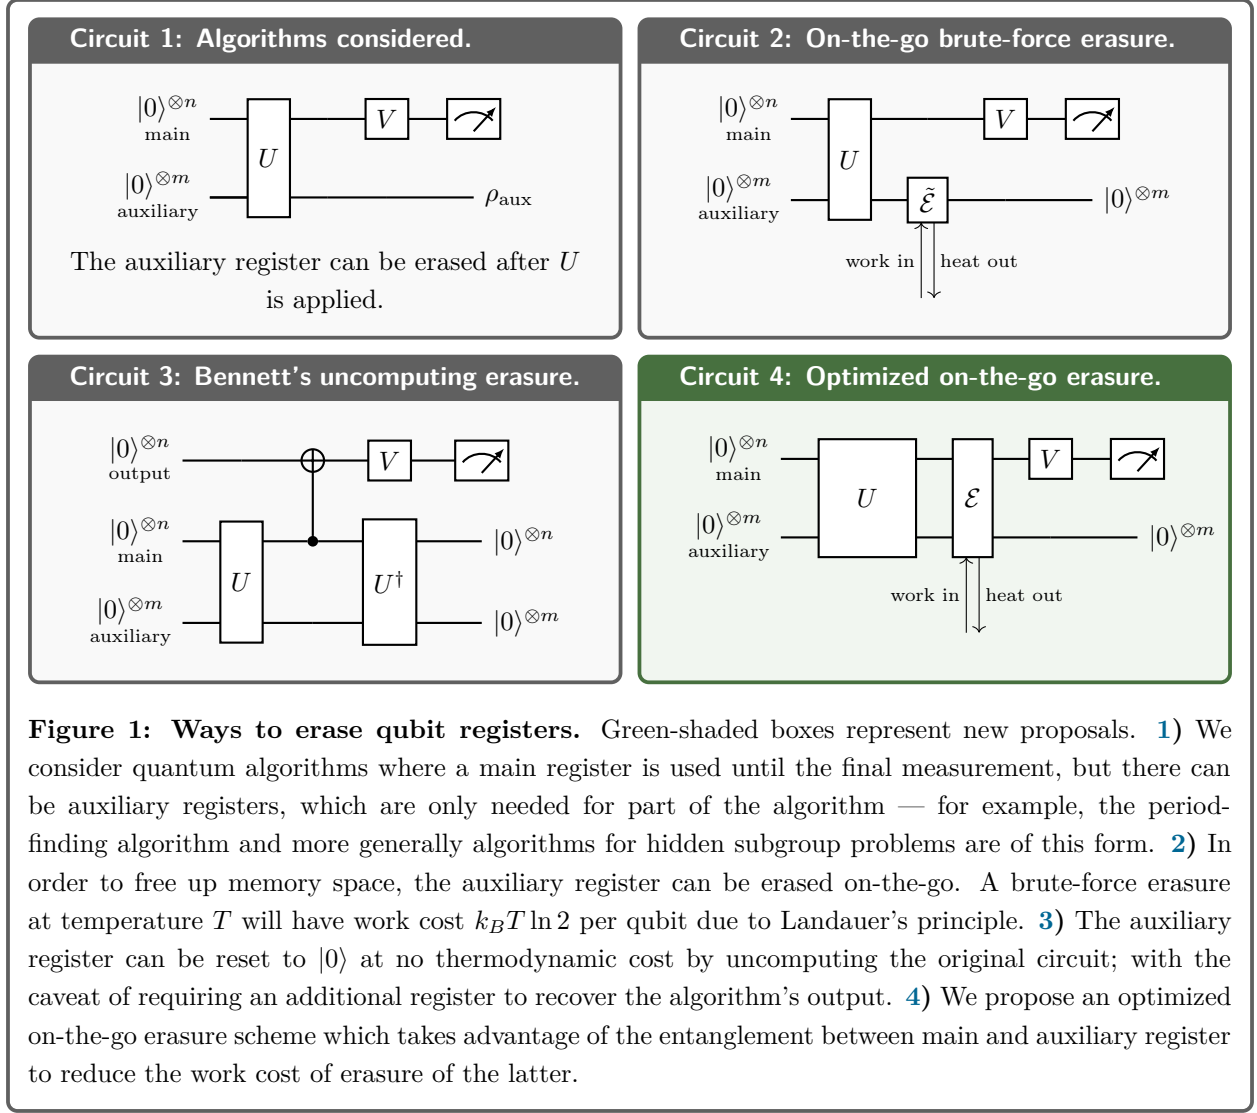 Circuit 1: Algorithms considered.
|0⟩⊗n
main
U
V
|0⟩⊗m
auxiliary
ρaux
The auxiliary register can be erased after U
is applied.
Circuit 2: On-the-go brute-force erasure.
|0⟩⊗n
main
U
V
|0⟩⊗m
auxiliary
Ẽ
|0⟩⊗m
work in
heat out
Circuit 3: Bennett's uncomputing erasure.
|0⟩⊗n
output
V
|0⟩⊗n
main
|0⟩⊗n
U
U†
|0⟩⊗m
auxiliary
|0⟩⊗m
Circuit 4: Optimized on-the-go erasure.
|0⟩⊗n
main
V
U
ℰ
|0⟩⊗m
auxiliary
|0⟩⊗m
work in
heat out
Figure 1: Ways to erase qubit registers. Green-shaded boxes represent new proposals. 1) We
consider quantum algorithms where a main register is used until the final measurement, but there can
be auxiliary registers, which are only needed for part of the algorithm — for example, the period-
finding algorithm and more generally algorithms for hidden subgroup problems are of this form. 2) In
order to free up memory space, the auxiliary register can be erased on-the-go. A brute-force erasure
at temperature T will have work cost kBT ln 2 per qubit due to Landauer's principle. 3) The auxiliary
register can be reset to |0⟩ at no thermodynamic cost by uncomputing the original circuit; with the
caveat of requiring an additional register to recover the algorithm's output. 4) We propose an optimized
on-the-go erasure scheme which takes advantage of the entanglement between main and auxiliary register
to reduce the work cost of erasure of the latter.